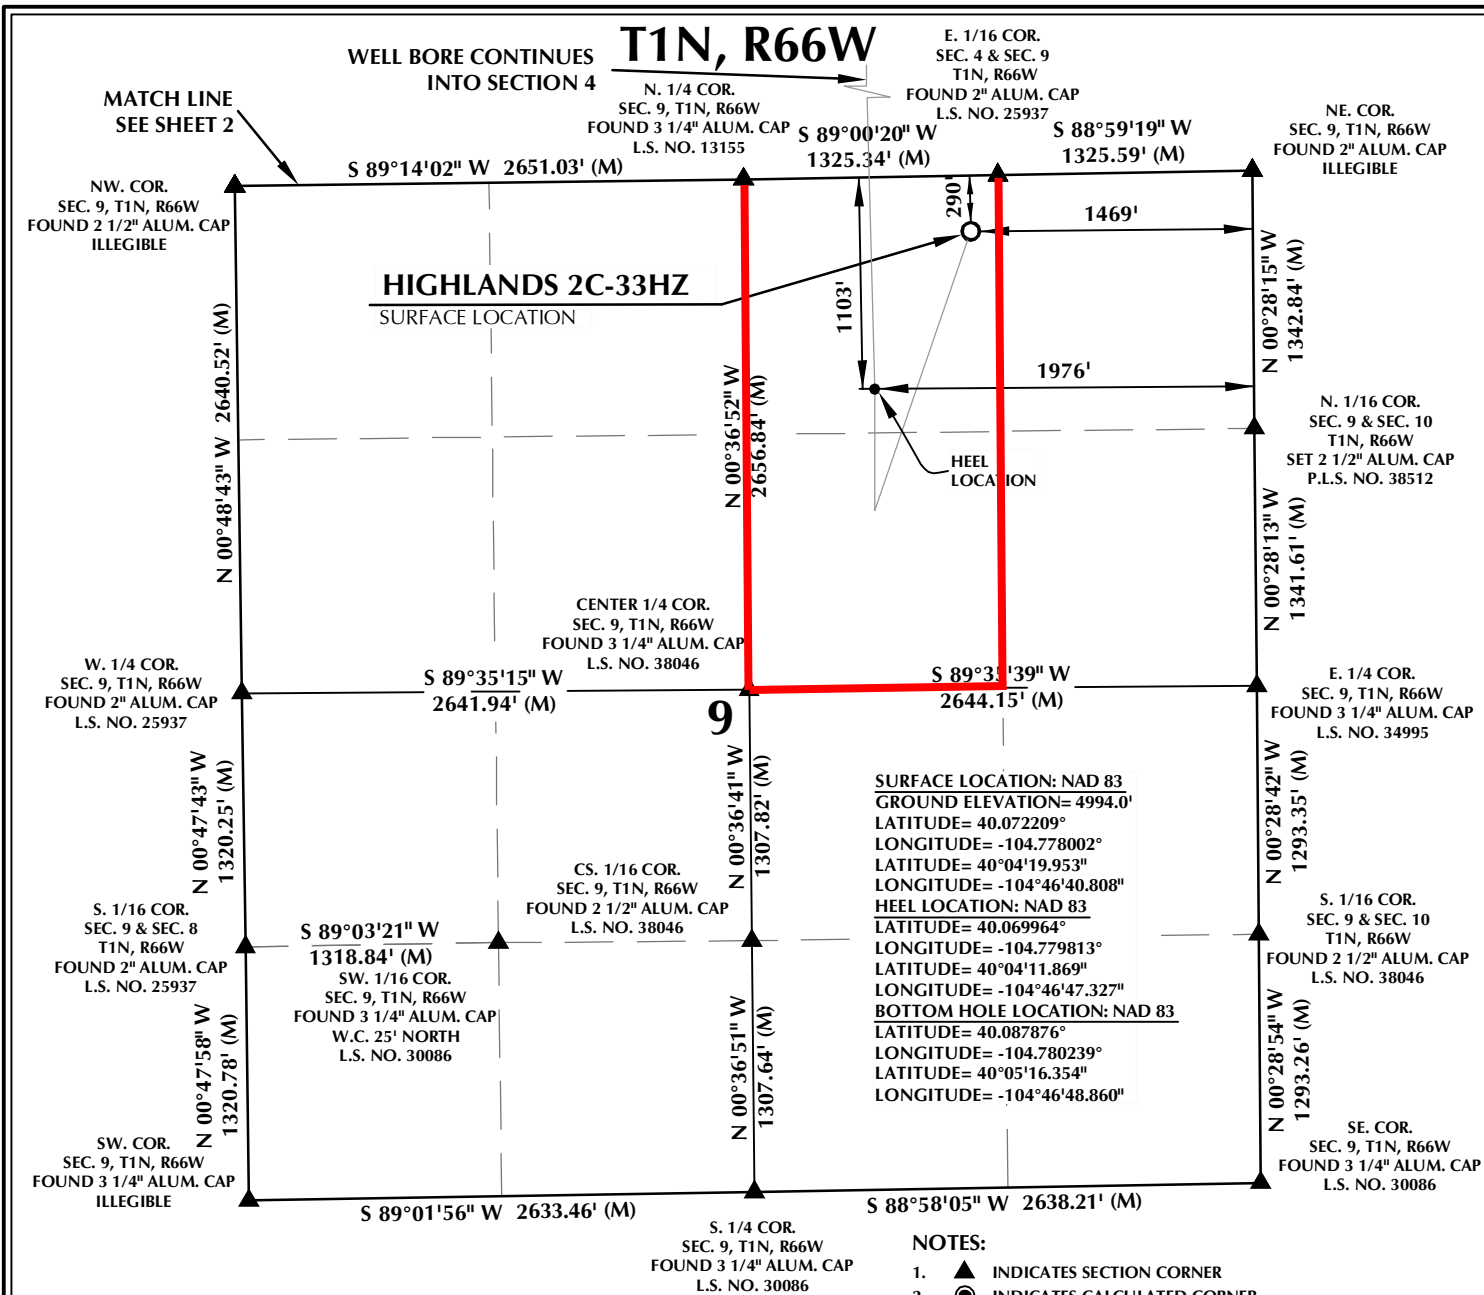 T1N, R66W
WELL BORE CONTINUES
INTO SECTION 4
MATCH LINE
SEE SHEET 2
N. 1/4 COR.
SEC. 9, T1N, R66W
FOUND 3 1/4" ALUM. CAP
L.S. NO. 13155
E. 1/16 COR.
SEC. 4 & SEC. 9
T1N, R66W
FOUND 2" ALUM. CAP
L.S. NO. 25937
NE. COR.
SEC. 9, T1N, R66W
FOUND 2" ALUM. CAP
ILLEGIBLE
S 89°14'02" W 2651.03' (M)
S 89°00'20" W
1325.34' (M)
S 88°59'19" W
1325.59' (M)
NW. COR.
SEC. 9, T1N, R66W
FOUND 2 1/2" ALUM. CAP
ILLEGIBLE
290'
1469'
HIGHLANDS 2C-33HZ
SURFACE LOCATION
1103'
1976'
HEEL
LOCATION
N 00°48'43" W 2640.52' (M)
N 00°36'52" W
2656.84' (M)
N 00°28'15" W
1342.84' (M)
N. 1/16 COR.
SEC. 9 & SEC. 10
T1N, R66W
SET 2 1/2" ALUM. CAP
P.L.S. NO. 38512
N 00°28'13" W
1341.61' (M)
CENTER 1/4 COR.
SEC. 9, T1N, R66W
FOUND 3 1/4" ALUM. CAP
L.S. NO. 38046
W. 1/4 COR.
SEC. 9, T1N, R66W
FOUND 2" ALUM. CAP
L.S. NO. 25937
S 89°35'15" W
2641.94' (M)
S 89°35'39" W
2644.15' (M)
E. 1/4 COR.
SEC. 9, T1N, R66W
FOUND 3 1/4" ALUM. CAP
L.S. NO. 34995
9
N 00°47'43" W
1320.25' (M)
N 00°36'41" W
1307.82' (M)
N 00°28'42" W
1293.35' (M)
SURFACE LOCATION: NAD 83
GROUND ELEVATION= 4994.0'
LATITUDE= 40.072209°
LONGITUDE= -104.778002°
LATITUDE= 40°04'19.953"
LONGITUDE= -104°46'40.808"
HEEL LOCATION: NAD 83
LATITUDE= 40.069964°
LONGITUDE= -104.779813°
LATITUDE= 40°04'11.869"
LONGITUDE= -104°46'47.327"
BOTTOM HOLE LOCATION: NAD 83
LATITUDE= 40.087876°
LONGITUDE= -104.780239°
LATITUDE= 40°05'16.354"
LONGITUDE= -104°46'48.860"
CS. 1/16 COR.
SEC. 9, T1N, R66W
FOUND 2 1/2" ALUM. CAP
L.S. NO. 38046
S. 1/16 COR.
SEC. 9 & SEC. 8
T1N, R66W
FOUND 2" ALUM. CAP
L.S. NO. 25937
S 89°03'21" W
1318.84' (M)
SW. 1/16 COR.
SEC. 9, T1N, R66W
FOUND 3 1/4" ALUM. CAP
W.C. 25' NORTH
L.S. NO. 30086
S. 1/16 COR.
SEC. 9 & SEC. 10
T1N, R66W
FOUND 2 1/2" ALUM. CAP
L.S. NO. 38046
N 00°47'58" W
1320.78' (M)
N 00°36'51" W
1307.64' (M)
N 00°28'54" W
1293.26' (M)
SW. COR.
SEC. 9, T1N, R66W
FOUND 3 1/4" ALUM. CAP
ILLEGIBLE
SE. COR.
SEC. 9, T1N, R66W
FOUND 3 1/4" ALUM. CAP
L.S. NO. 30086
S 89°01'56" W 2633.46' (M)
S 88°58'05" W 2638.21' (M)
S. 1/4 COR.
SEC. 9, T1N, R66W
FOUND 3 1/4" ALUM. CAP
L.S. NO. 30086
NOTES:
1. INDICATES SECTION CORNER
2. INDICATES CALCULATED CORNER